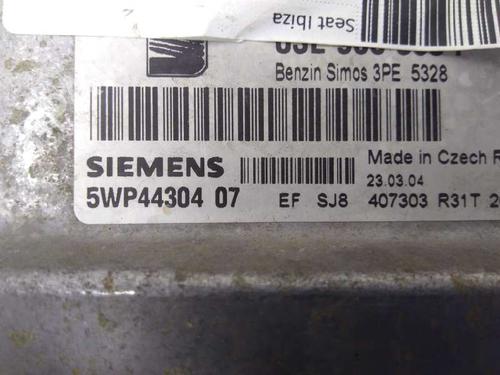 Seat Ibiza
Benzin Simos 3PE 5328
SIEMENS
Made in Czech R
23.03.04
5WP44304 07
EF SJ8 407303 R31T